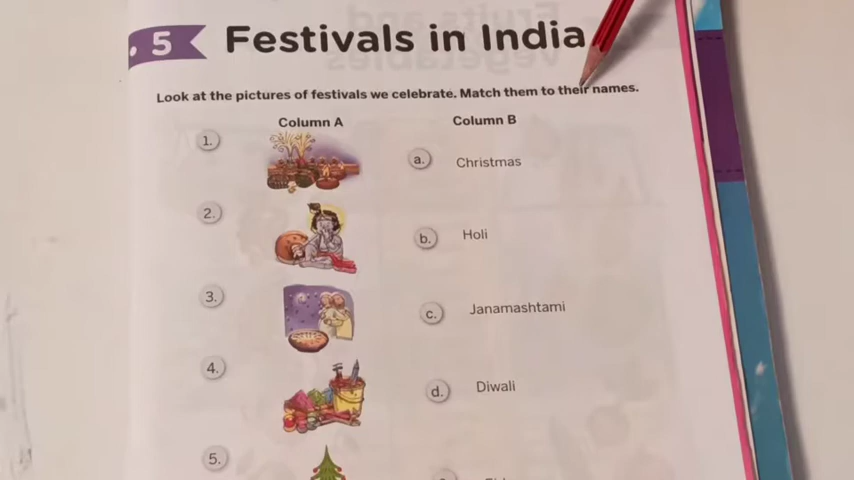 5 Festivals in India
Look at the pictures of festivals we celebrate. Match them to their names.
Column A Column B
1.
a. Christmas
2.
b. Holi
3.
c. Janamashtami
4.
d. Diwali
5.